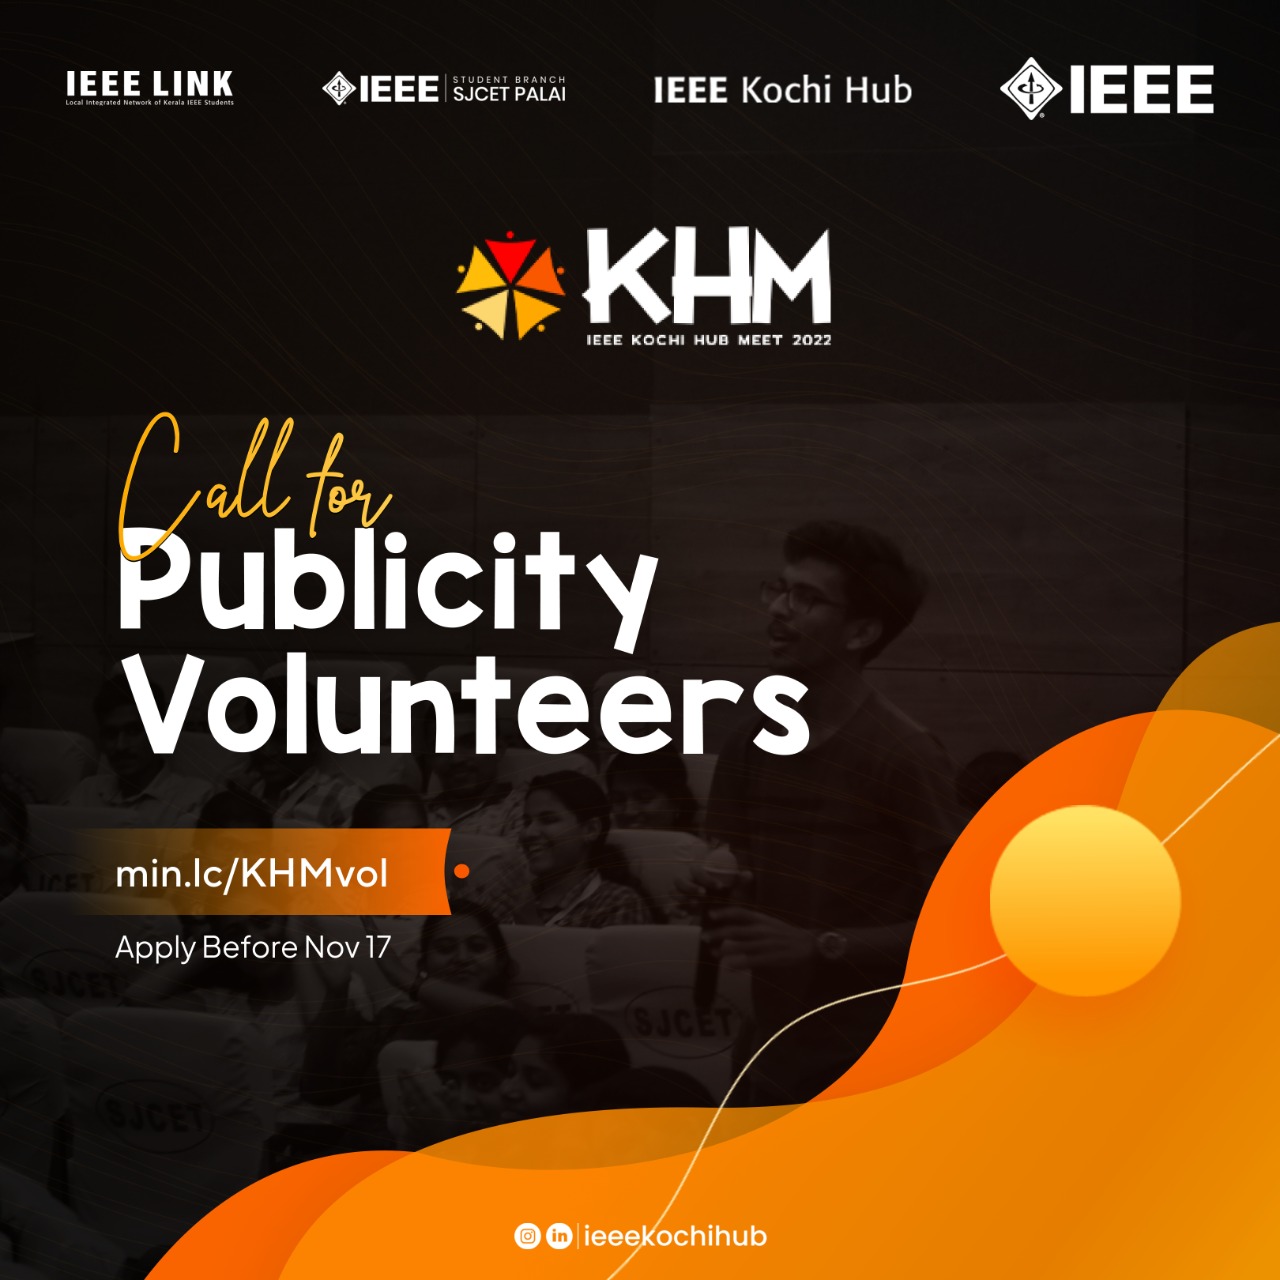 IEEE LINK
Local Integrated Network of Kerala IEEE Students
IEEE
STUDENT BRANCH
SJCET PALAI
IEEE Kochi Hub
IEEE
KHM
IEEE KOCHI HUB MEET 2022
Call for
Publicity
Volunteers
min.lc/KHMvol
Apply Before Nov 17
SJCET
SJCET
SJCET
ieeekochihub